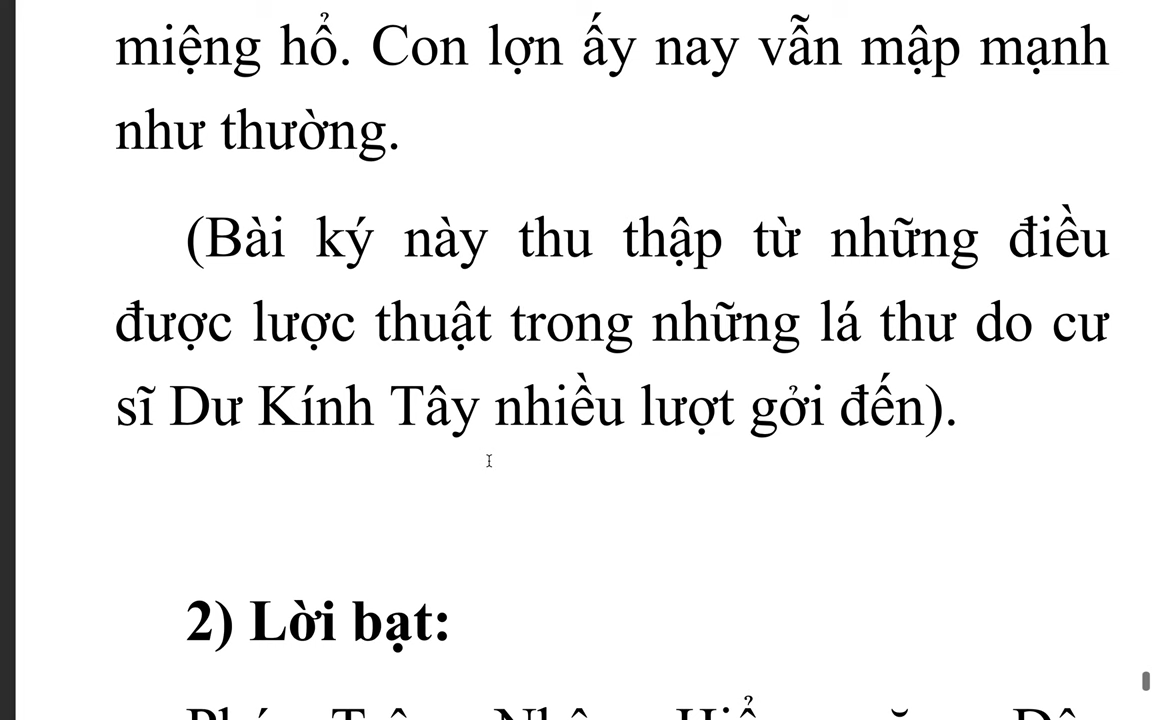 miệng hổ. Con lợn ấy nay vẫn mập mạnh
như thường.
(Bài ký này thu thập từ những điều
được lược thuật trong những lá thư do cư
sĩ Dư Kính Tây nhiều lượt gởi đến).
2) Lời bạt: